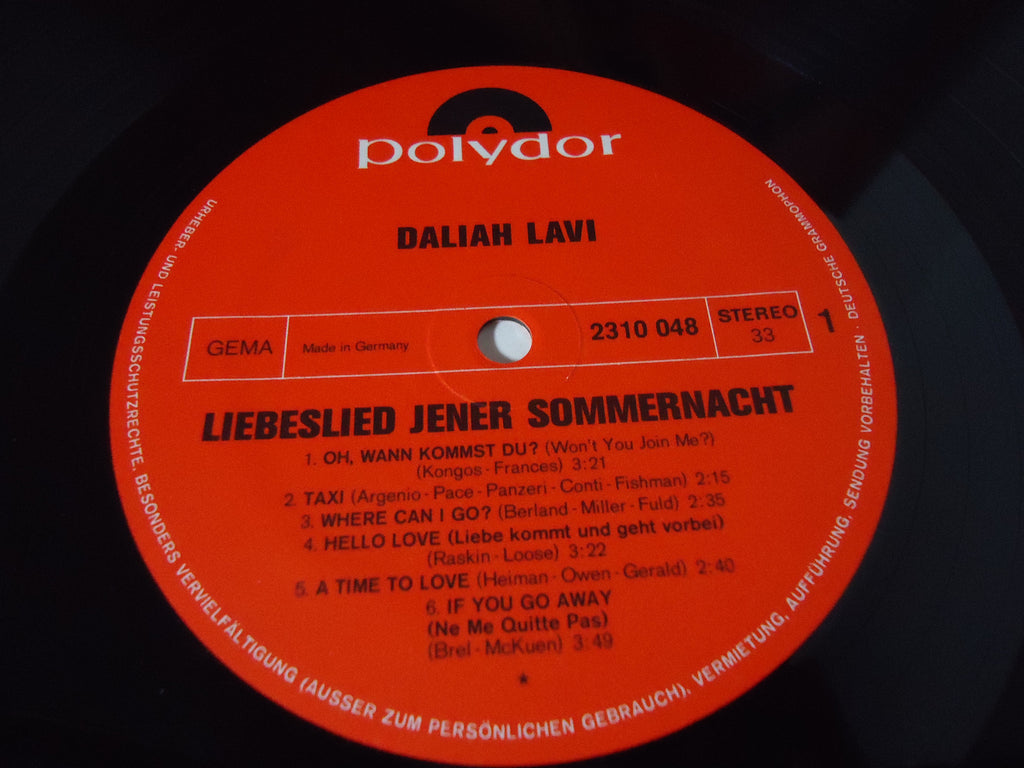 polydor
DALIAH LAVI
GEMA
Made in Germany
2310 048
STEREO
33
1
LIEBESLIED JENER SOMMERNACHT
1. OH, WANN KOMMST DU? (Won't You Join Me?)
(Kongos - Frances) 3:21
2. TAXI (Argenio - Pace - Panzeri - Conti - Fishman) 2:15
3. WHERE CAN I GO? (Berland - Miller - Fuld) 2:35
4. HELLO LOVE (Liebe kommt und geht vorbei)
(Raskin - Loose) 3:22
5. A TIME TO LOVE (Heiman - Owen - Gerald) 2:40
6. IF YOU GO AWAY
(Ne Me Quitte Pas)
(Brel - McKuen) 3:49
URHEBER- UND LEISTUNGSSCHUTZRECHTE, BESONDERS VERVIELFÄLTIGUNG (AUSSER ZUM PERSÖNLICHEN GEBRAUCH), VERMIETUNG, AUFFÜHRUNG, SENDUNG VORBEHALTEN · DEUTSCHE GRAMMOPHON